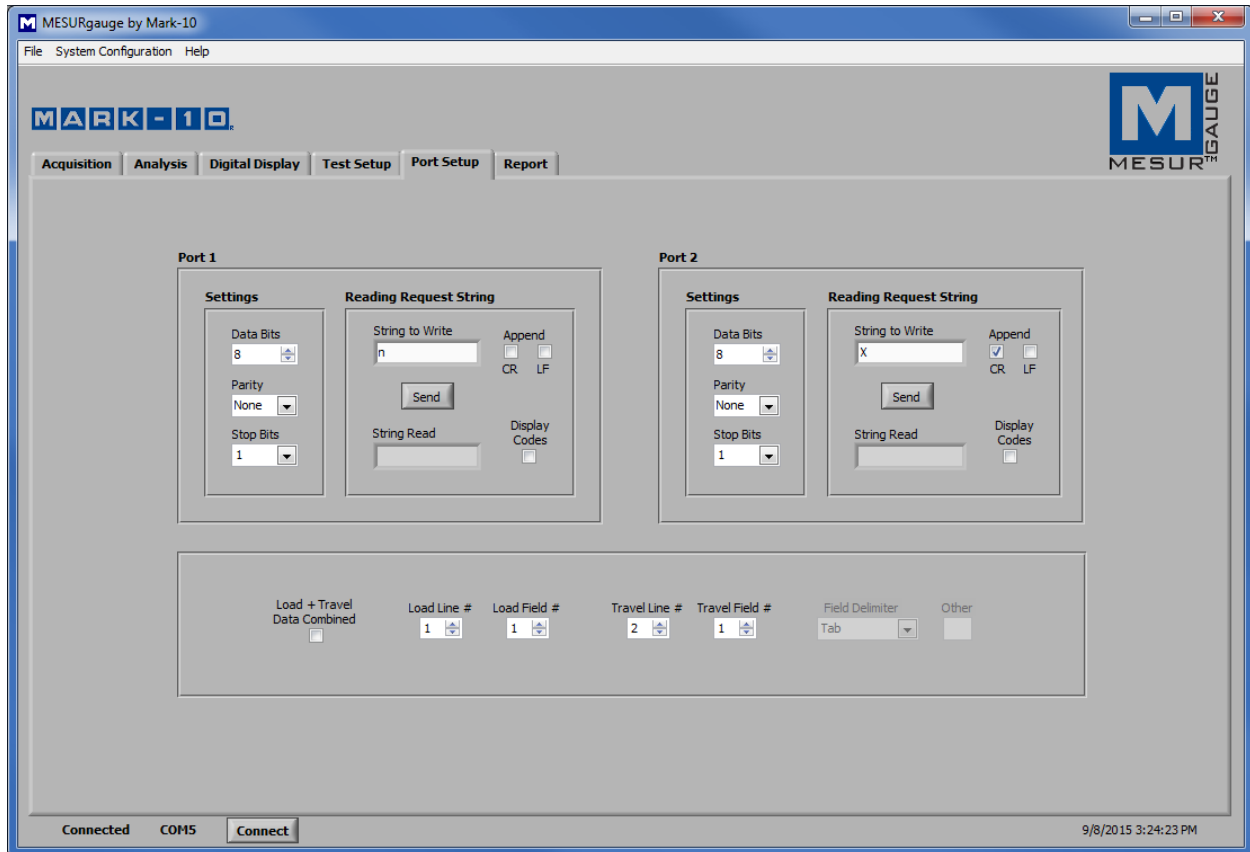 MESURgauge by Mark-10
File System Configuration Help
MARK-10
M
MESUR™GAUGE
Acquisition Analysis Digital Display Test Setup Port Setup Report
Port 1
Settings
Data Bits
8
Parity
None
Stop Bits
1
Reading Request String
String to Write
n
Append
CR LF
Send
String Read
Display
Codes
Port 2
Settings
Data Bits
8
Parity
None
Stop Bits
1
Reading Request String
String to Write
X
Append
CR LF
Send
String Read
Display
Codes
Load + Travel
Data Combined
Load Line #
1
Load Field #
1
Travel Line #
2
Travel Field #
1
Field Delimiter
Tab
Other
Connected COM5 Connect 9/8/2015 3:24:23 PM